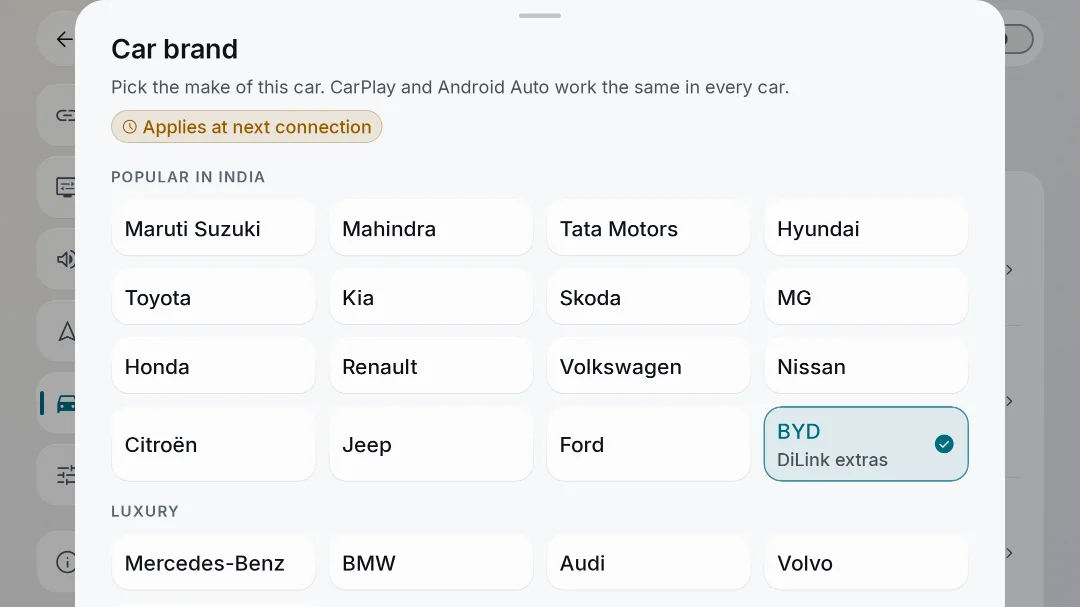 Car brand
Pick the make of this car. CarPlay and Android Auto work the same in every car.
Applies at next connection
POPULAR IN INDIA
Maruti Suzuki
Mahindra
Tata Motors
Hyundai
Toyota
Kia
Skoda
MG
Honda
Renault
Volkswagen
Nissan
Citroën
Jeep
Ford
BYD
DiLink extras
LUXURY
Mercedes-Benz
BMW
Audi
Volvo